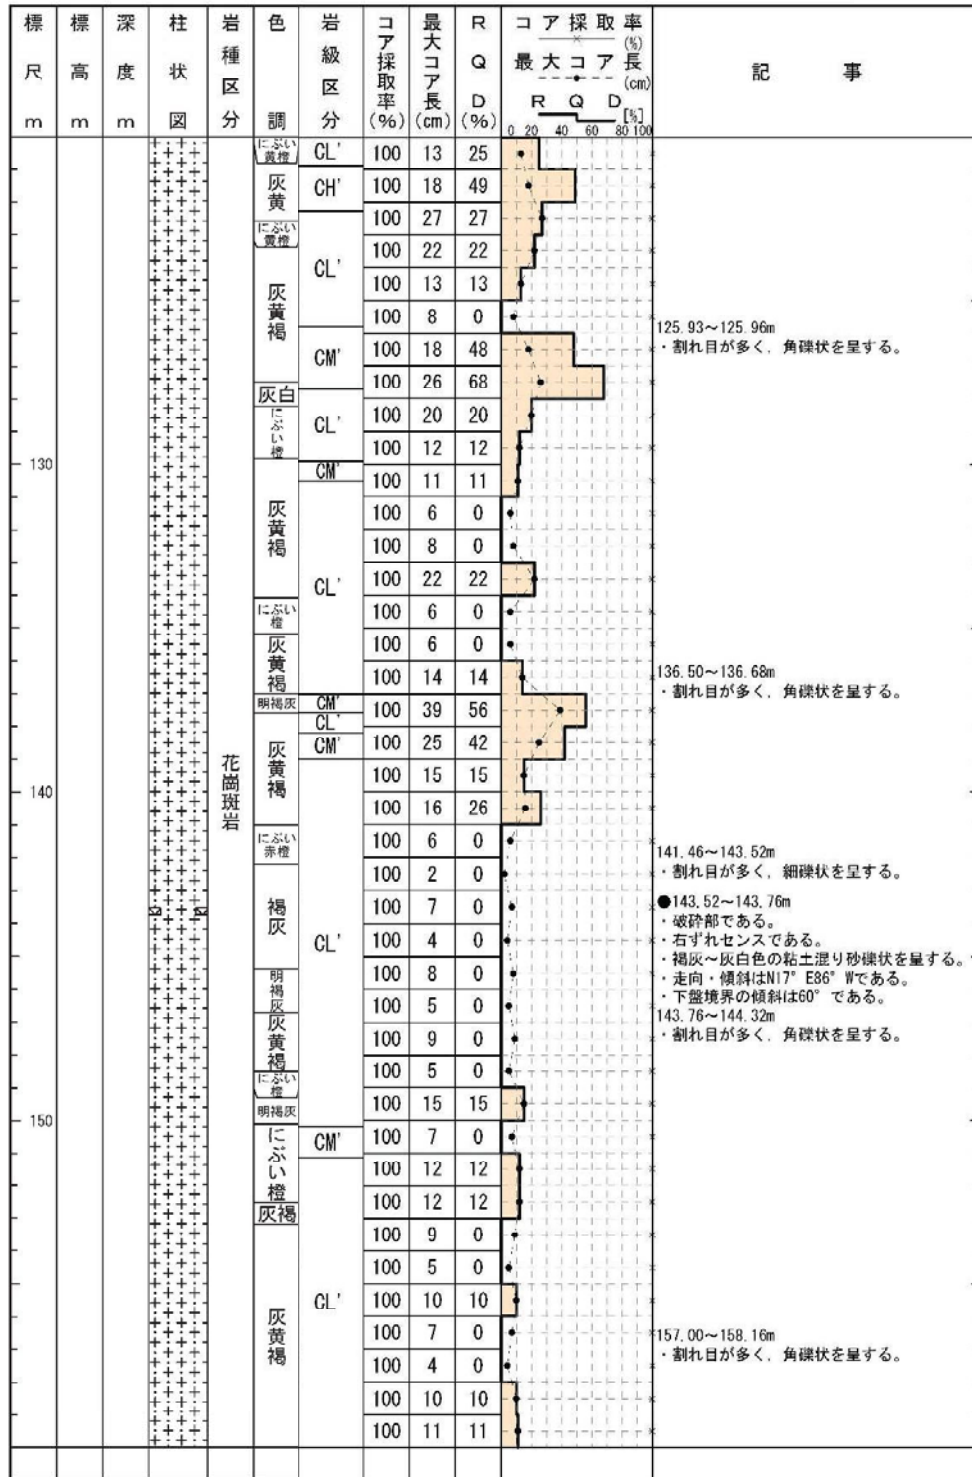 標尺m
標高m
深度m
柱状図
岩種区分
色調
岩級区分
コア採取率(%)
最大コア長(cm)
RQD(%)
コア採取率(%)
最大コア長(cm)
RQD[%]
0 20 40 60 80 100
記事
130
140
150
花崗斑岩
にぶい黄橙
灰黄
にぶい黄橙
灰黄褐
灰白
にぶい橙
灰黄褐
にぶい橙
灰黄褐
明褐灰
灰黄褐
にぶい赤橙
褐灰
明褐灰
灰黄褐
にぶい橙
明褐灰
にぶい橙
灰褐
灰黄褐
CL'
CH'
CL'
CM'
CL'
CM'
CL'
CM'
CL'
CM'
CL'
CM'
CL'
100 13 25
100 18 49
100 27 27
100 22 22
100 13 13
100 8 0
100 18 48
100 26 68
100 20 20
100 12 12
100 11 11
100 6 0
100 8 0
100 22 22
100 6 0
100 6 0
100 14 14
100 39 56
100 25 42
100 15 15
100 16 26
100 6 0
100 2 0
100 7 0
100 4 0
100 8 0
100 5 0
100 9 0
100 5 0
100 15 15
100 7 0
100 12 12
100 12 12
100 9 0
100 5 0
100 10 10
100 7 0
100 4 0
100 10 10
100 11 11
125.93～125.96m
・割れ目が多く，角礫状を呈する。
136.50～136.68m
・割れ目が多く，角礫状を呈する。
141.46～143.52m
・割れ目が多く，細礫状を呈する。
●143.52～143.76m
・破砕部である。
・右ずれセンスである。
・褐灰～灰白色の粘土混り砂礫状を呈する。
・走向・傾斜はN17°E86°Wである。
・下盤境界の傾斜は60°である。
143.76～144.32m
・割れ目が多く，角礫状を呈する。
157.00～158.16m
・割れ目が多く，角礫状を呈する。